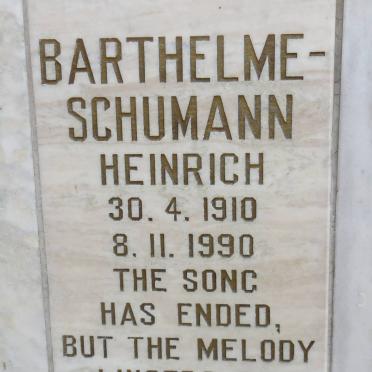 BARTHELME-
SCHUMANN
HEINRICH
30. 4. 1910
8. 11. 1990
THE SONG
HAS ENDED,
BUT THE MELODY